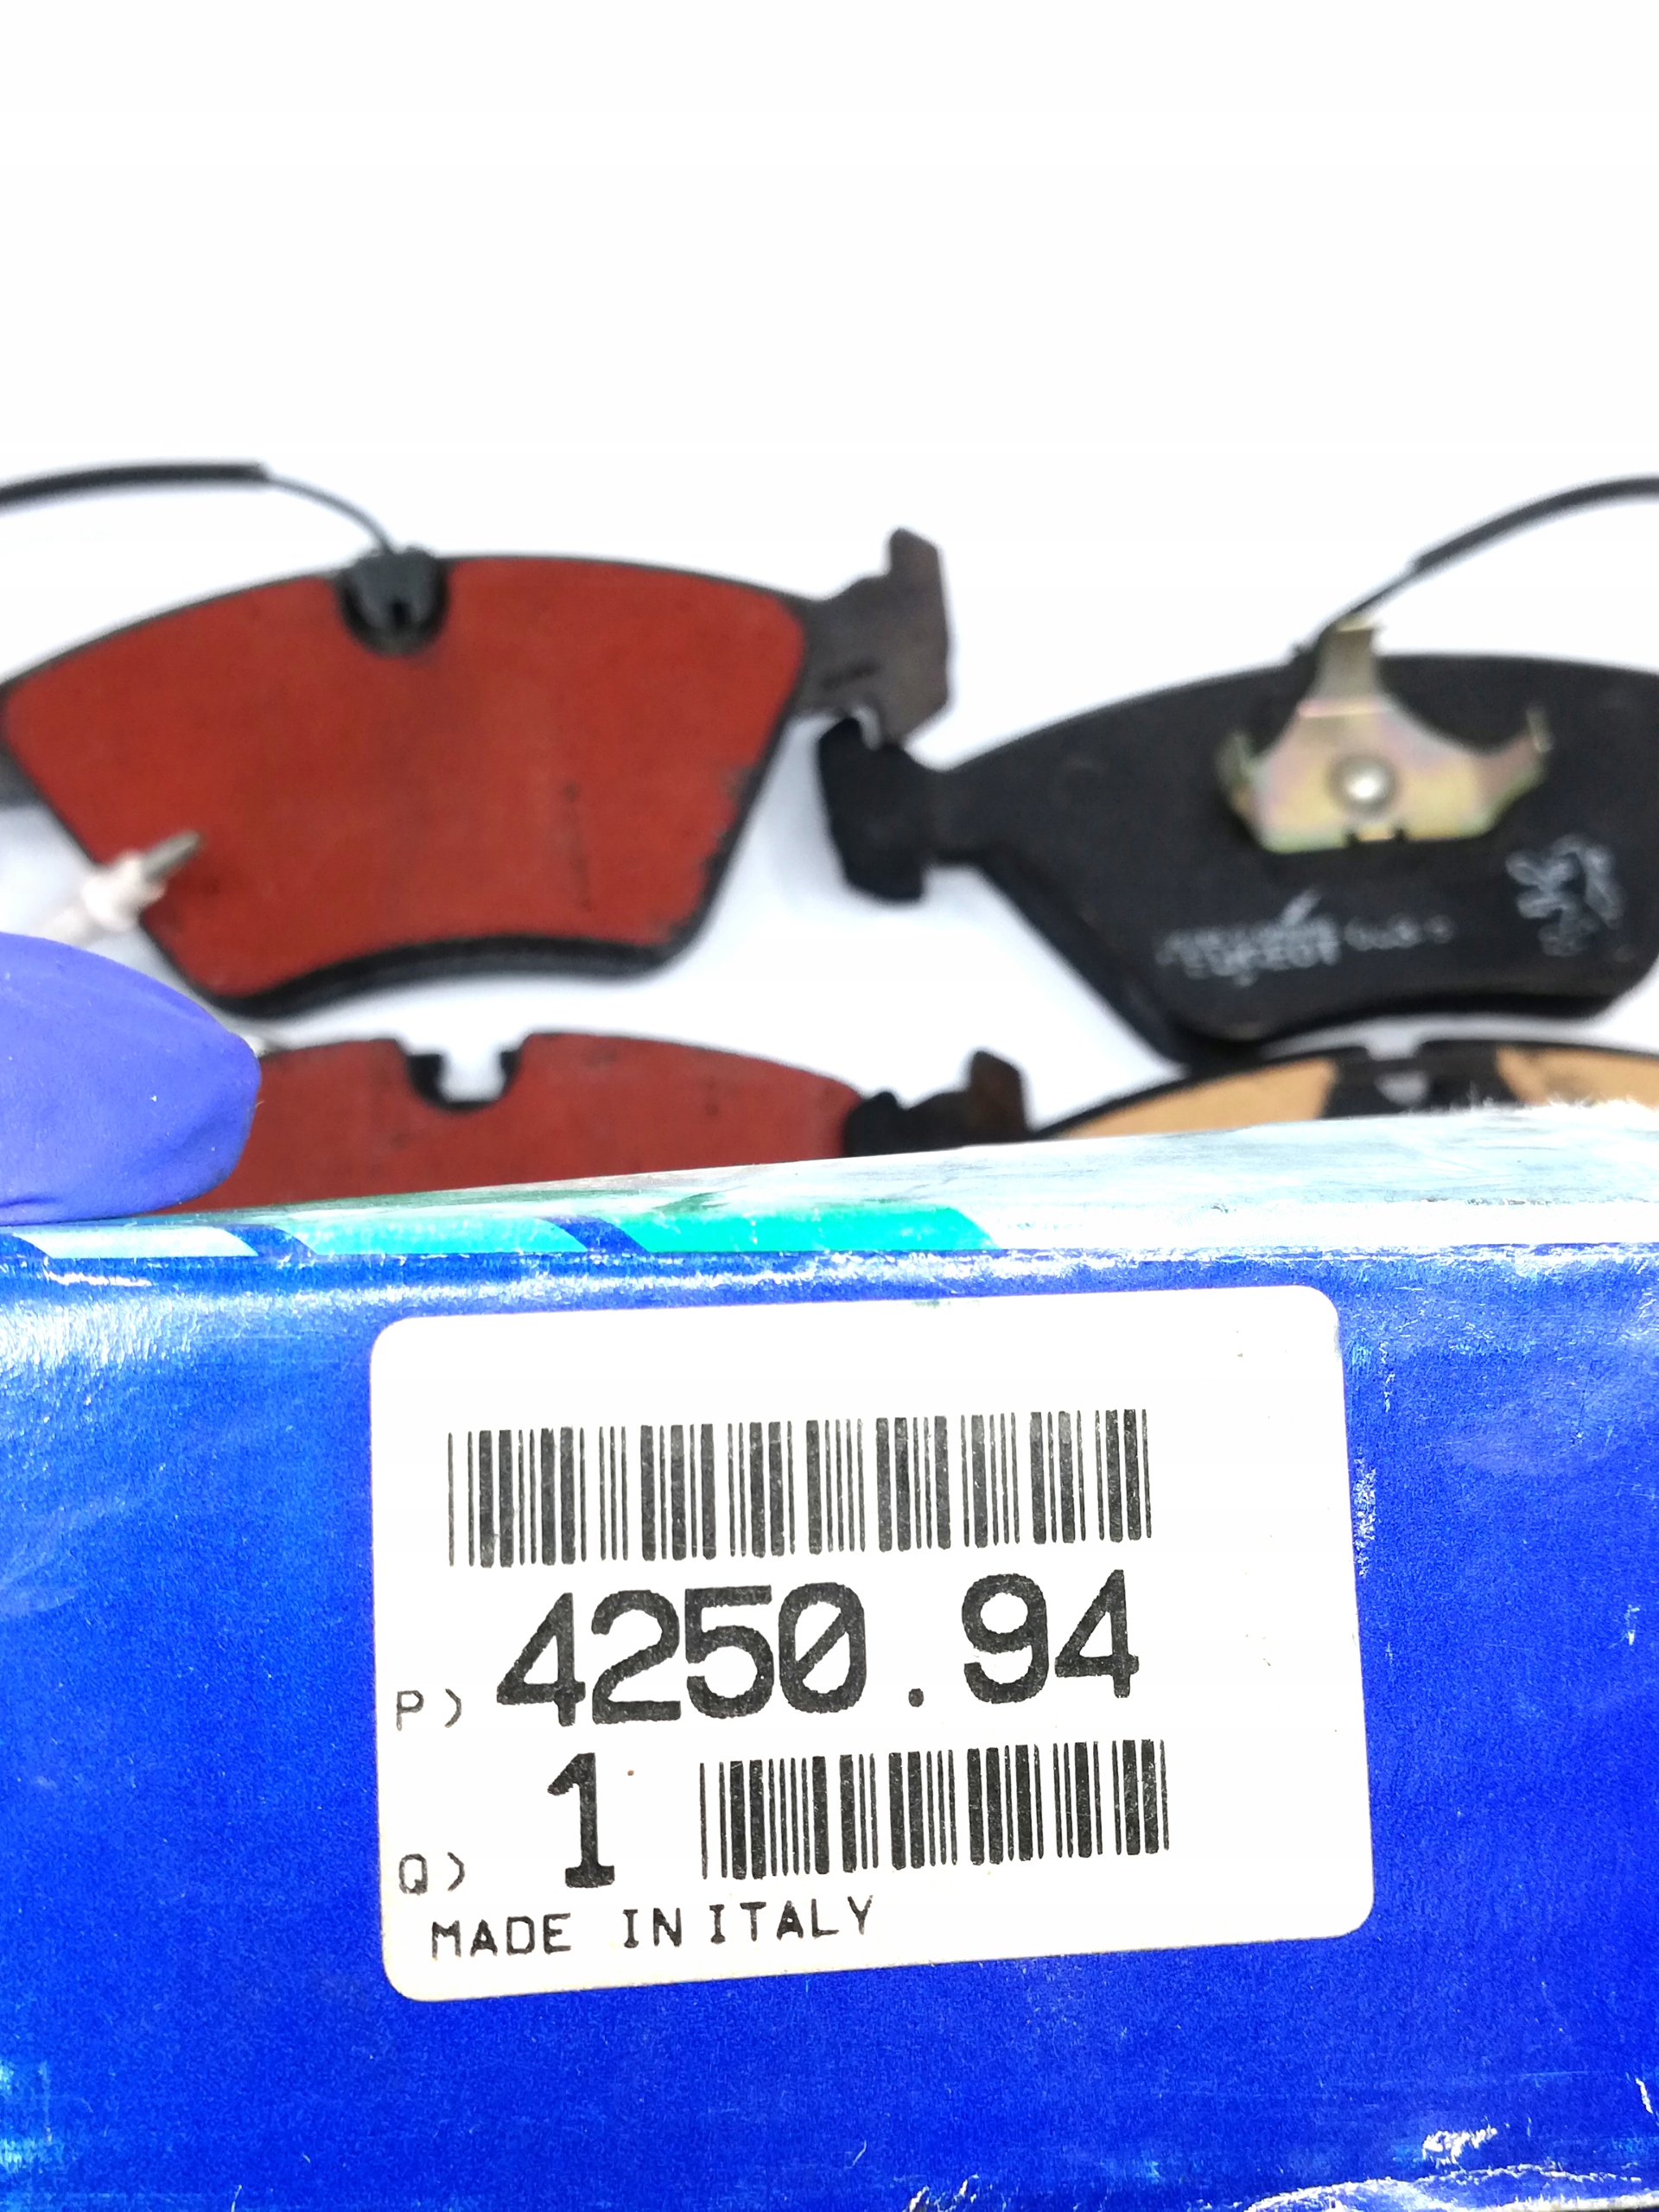 P) 4250.94
Q) 1
MADE IN ITALY